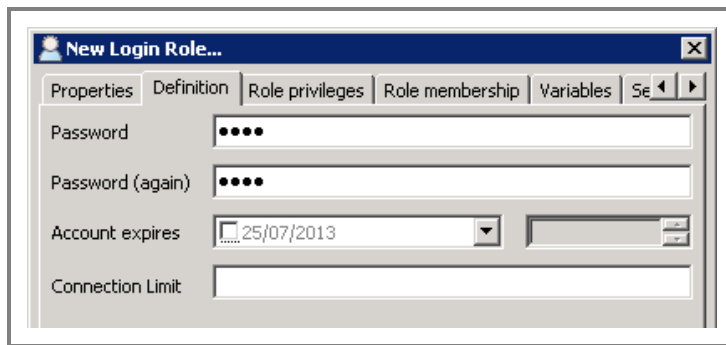 New Login Role...
Properties Definition Role privileges Role membership Variables Se
Password ••••
Password (again) ••••
Account expires 25/07/2013
Connection Limit